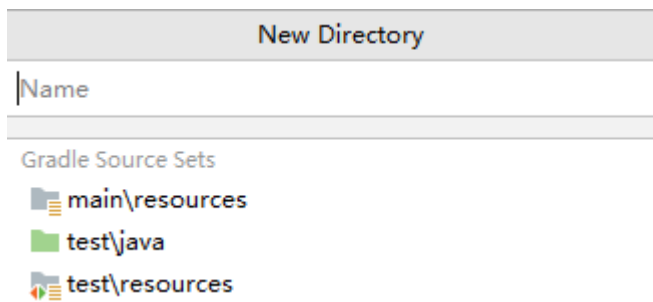 New Directory
Name
Gradle Source Sets
main\resources
test\java
test\resources